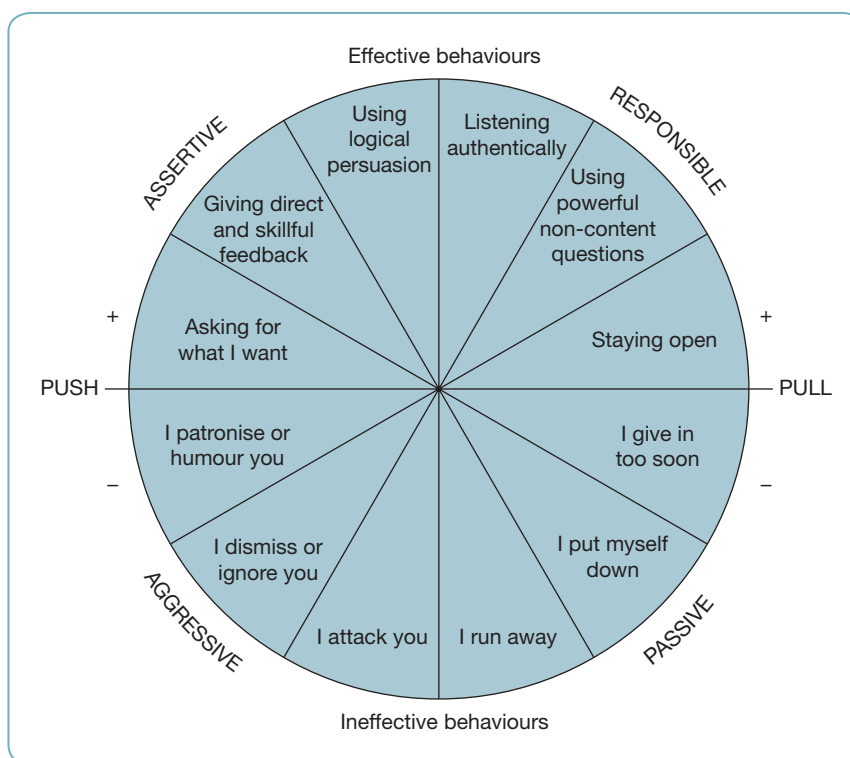 Effective behaviours
ASSERTIVE
RESPONSIBLE
Using
logical
persuasion
Listening
authentically
Giving direct
and skillful
feedback
Using
powerful
non-content
questions
+
+
Asking for
what I want
Staying open
PUSH
PULL
I patronise or
humour you
I give in
too soon
–
–
I dismiss or
ignore you
I put myself
down
AGGRESSIVE
PASSIVE
I attack you
I run away
Ineffective behaviours